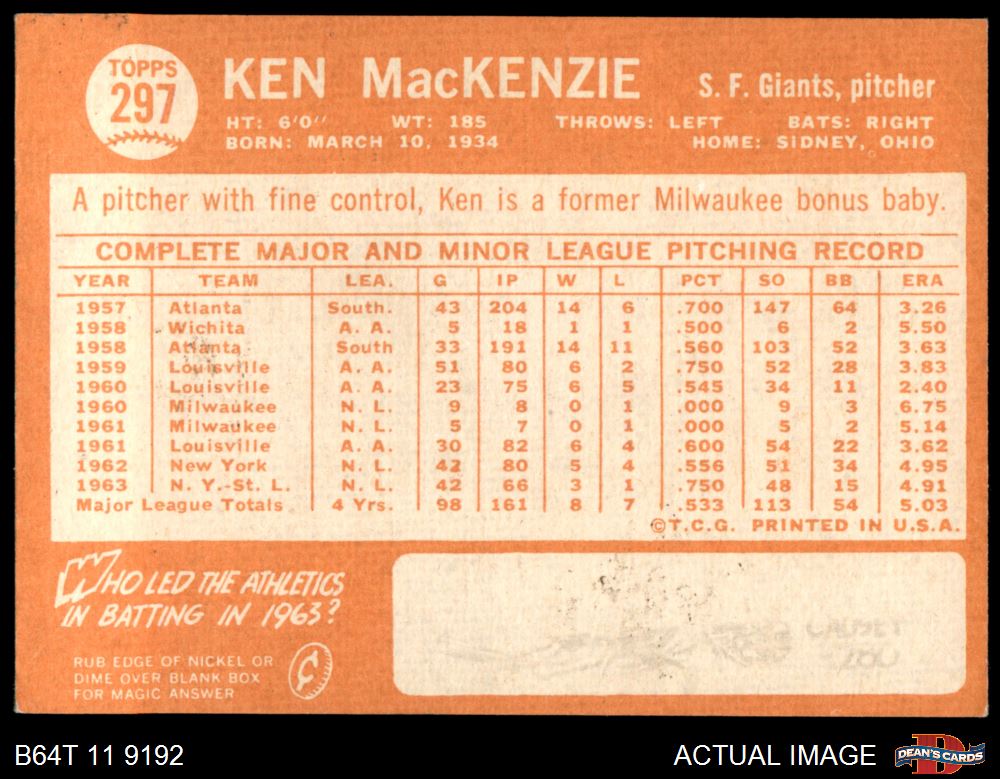 TOPPS
297
KEN MacKENZIE
S. F. Giants, pitcher
HT: 6'0" WT: 185 THROWS: LEFT BATS: RIGHT
BORN: MARCH 10, 1934 HOME: SIDNEY, OHIO
A pitcher with fine control, Ken is a former Milwaukee bonus baby.
COMPLETE MAJOR AND MINOR LEAGUE PITCHING RECORD
YEAR TEAM LEA. G IP W L PCT SO BB ERA
1957 Atlanta South. 43 204 14 6 .700 147 64 3.26
1958 Wichita A. A. 5 18 1 1 .500 6 2 5.50
1958 Atlanta South 33 191 14 11 .560 103 52 3.63
1959 Louisville A. A. 51 80 6 2 .750 52 28 3.83
1960 Louisville A. A. 23 75 6 5 .545 34 11 2.40
1960 Milwaukee N. L. 9 8 0 1 .000 9 3 6.75
1961 Milwaukee N. L. 5 7 0 1 .000 5 2 5.14
1961 Louisville A. A. 30 82 6 4 .600 54 22 3.62
1962 New York N. L. 42 80 5 4 .556 51 34 4.95
1963 N. Y.-St. L. N. L. 42 66 3 1 .750 48 15 4.91
Major League Totals 4 Yrs. 98 161 8 7 .533 113 54 5.03
©T.C.G. PRINTED IN U.S.A.
WHO LED THE ATHLETICS
IN BATTING IN 1963?
RUB EDGE OF NICKEL OR
DIME OVER BLANK BOX
FOR MAGIC ANSWER
¢
CAUSEY
B64T 11 9192
ACTUAL IMAGE
DEAN'S CARDS